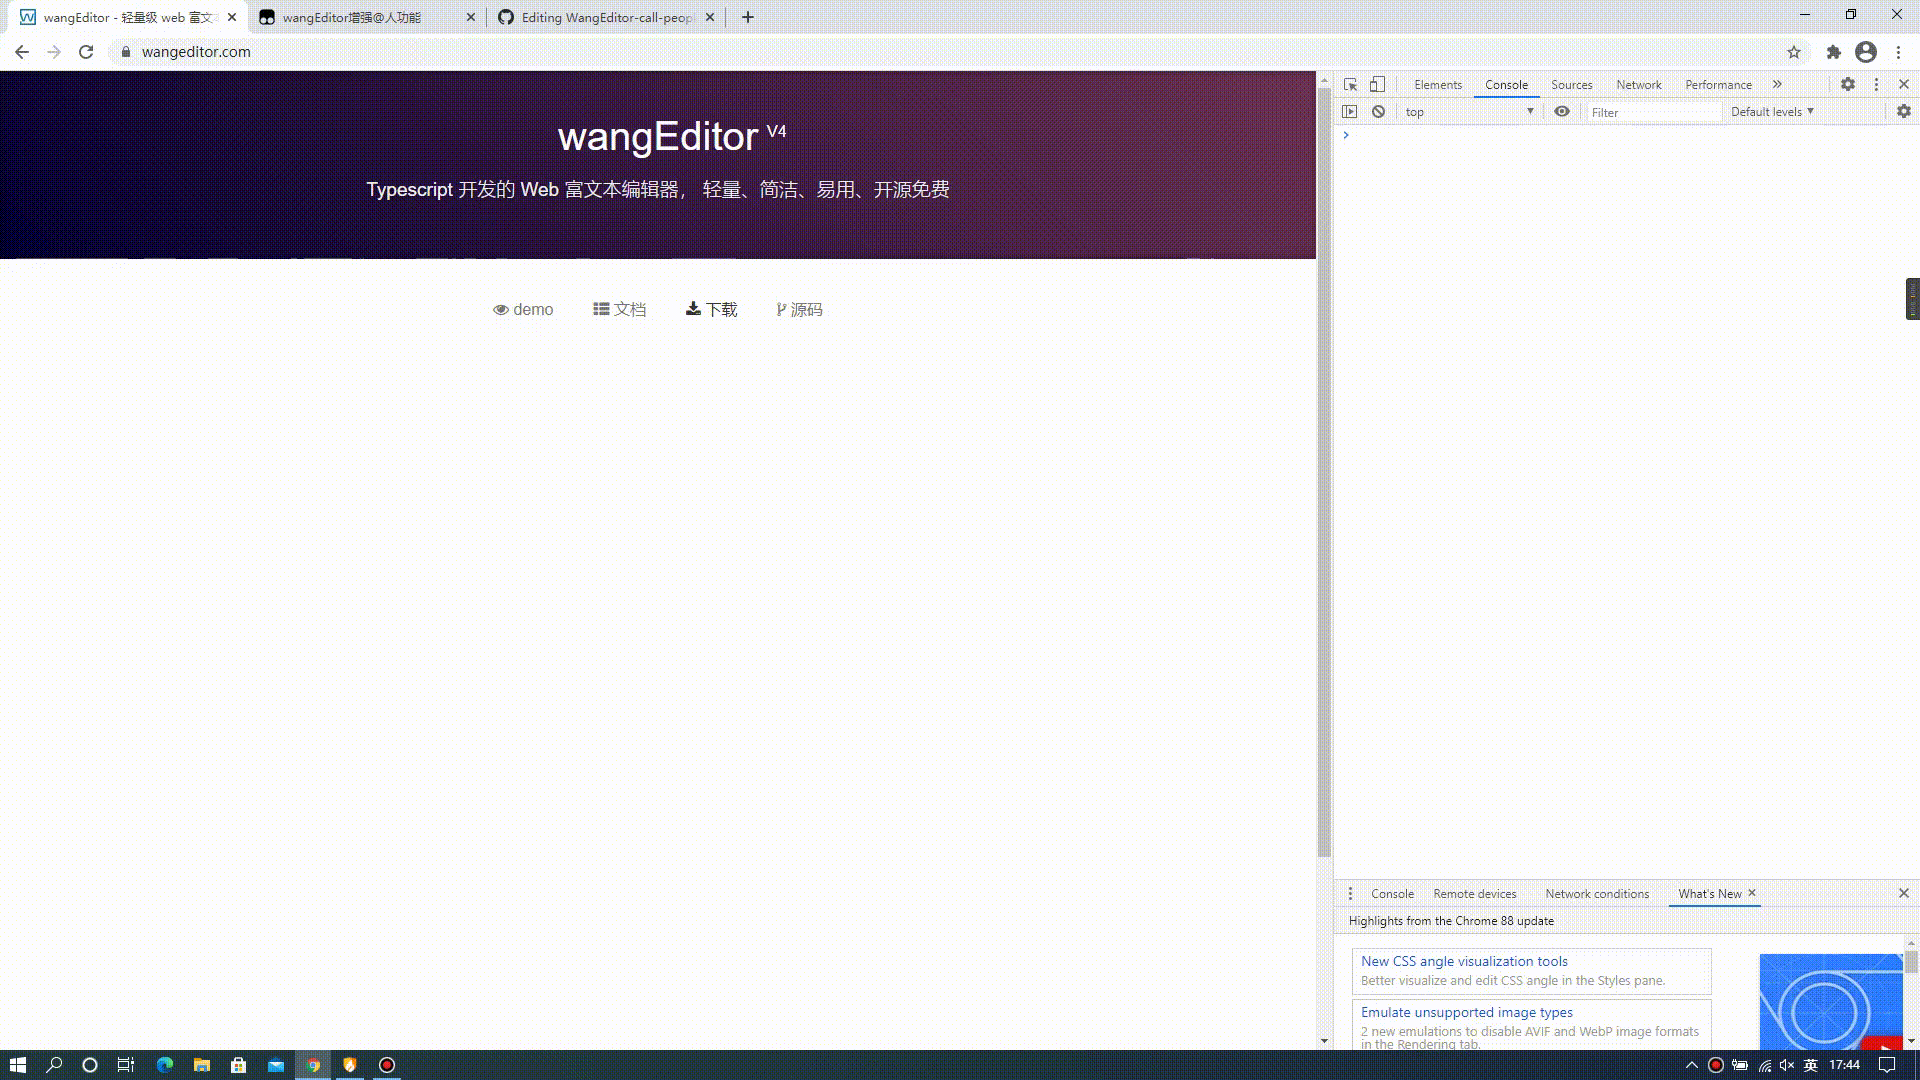 wangEditor - 轻量级 web 富文
wangEditor增强@人功能
Editing WangEditor-call-peopl
wangeditor.com
wangEditor V4
Typescript 开发的 Web 富文本编辑器， 轻量、简洁、易用、开源免费
demo
文档
下载
源码
Elements
Console
Sources
Network
Performance
top
Filter
Default levels
Console
Remote devices
Network conditions
What's New
Highlights from the Chrome 88 update
New CSS angle visualization tools
Better visualize and edit CSS angle in the Styles pane.
Emulate unsupported image types
2 new emulations to disable AVIF and WebP image formats
in the Rendering tab.
英
17:44